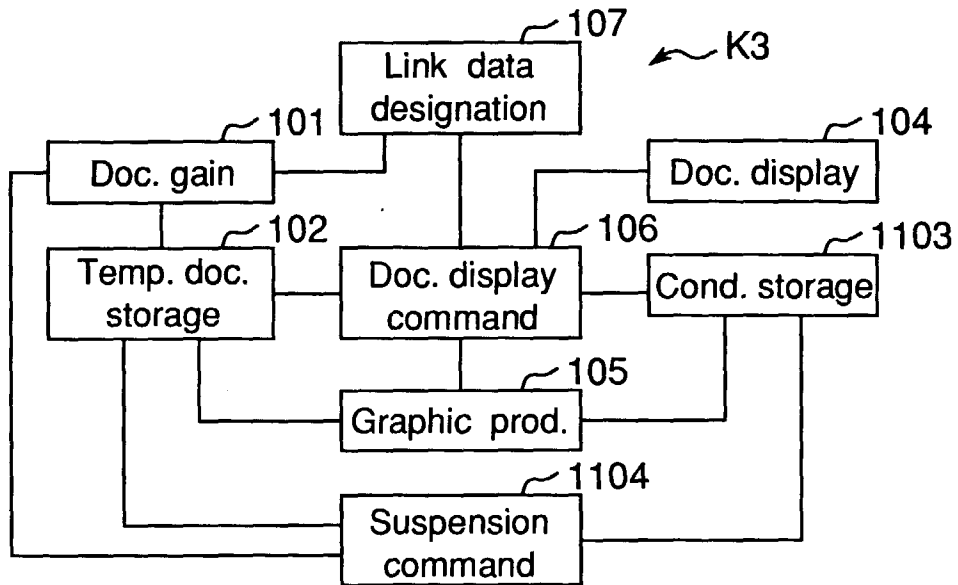 107
K3
Link data
designation
101
104
Doc. gain
Doc. display
102
106
1103
Temp. doc.
storage
Doc. display
command
Cond. storage
105
Graphic prod.
1104
Suspension
command